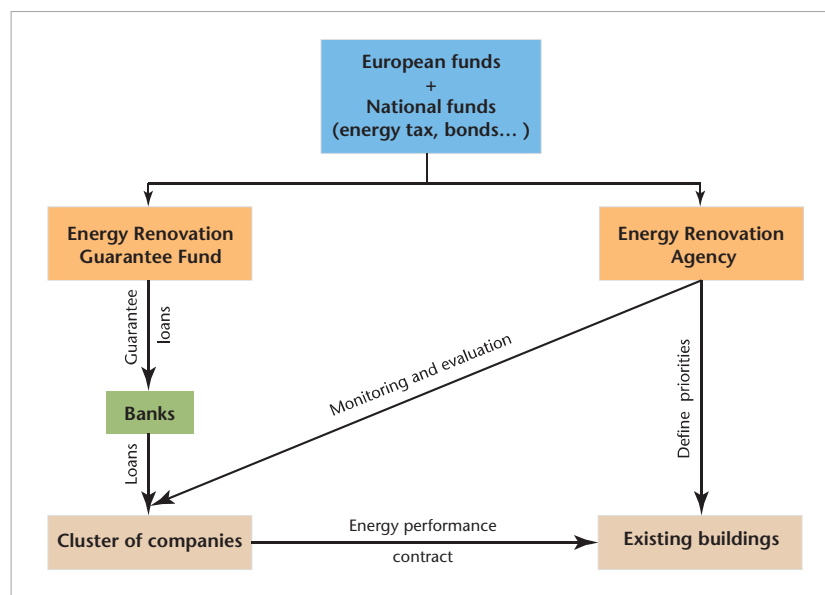 European funds
+
National funds
(energy tax, bonds... )
Energy Renovation
Guarantee Fund
Energy Renovation
Agency
Guarantee
loans
Monitoring and evaluation
Define priorities
Banks
Loans
Cluster of companies
Energy performance
contract
Existing buildings